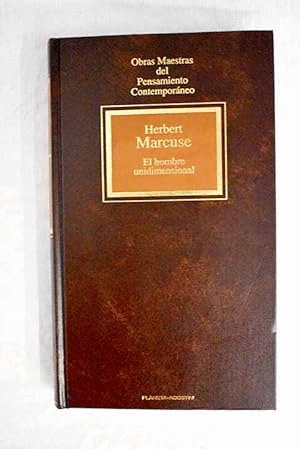 Obras Maestras
del
Pensamiento
Contemporáneo
Herbert
Marcuse
El hombre
unidimensional
PLANETA-AGOSTINI